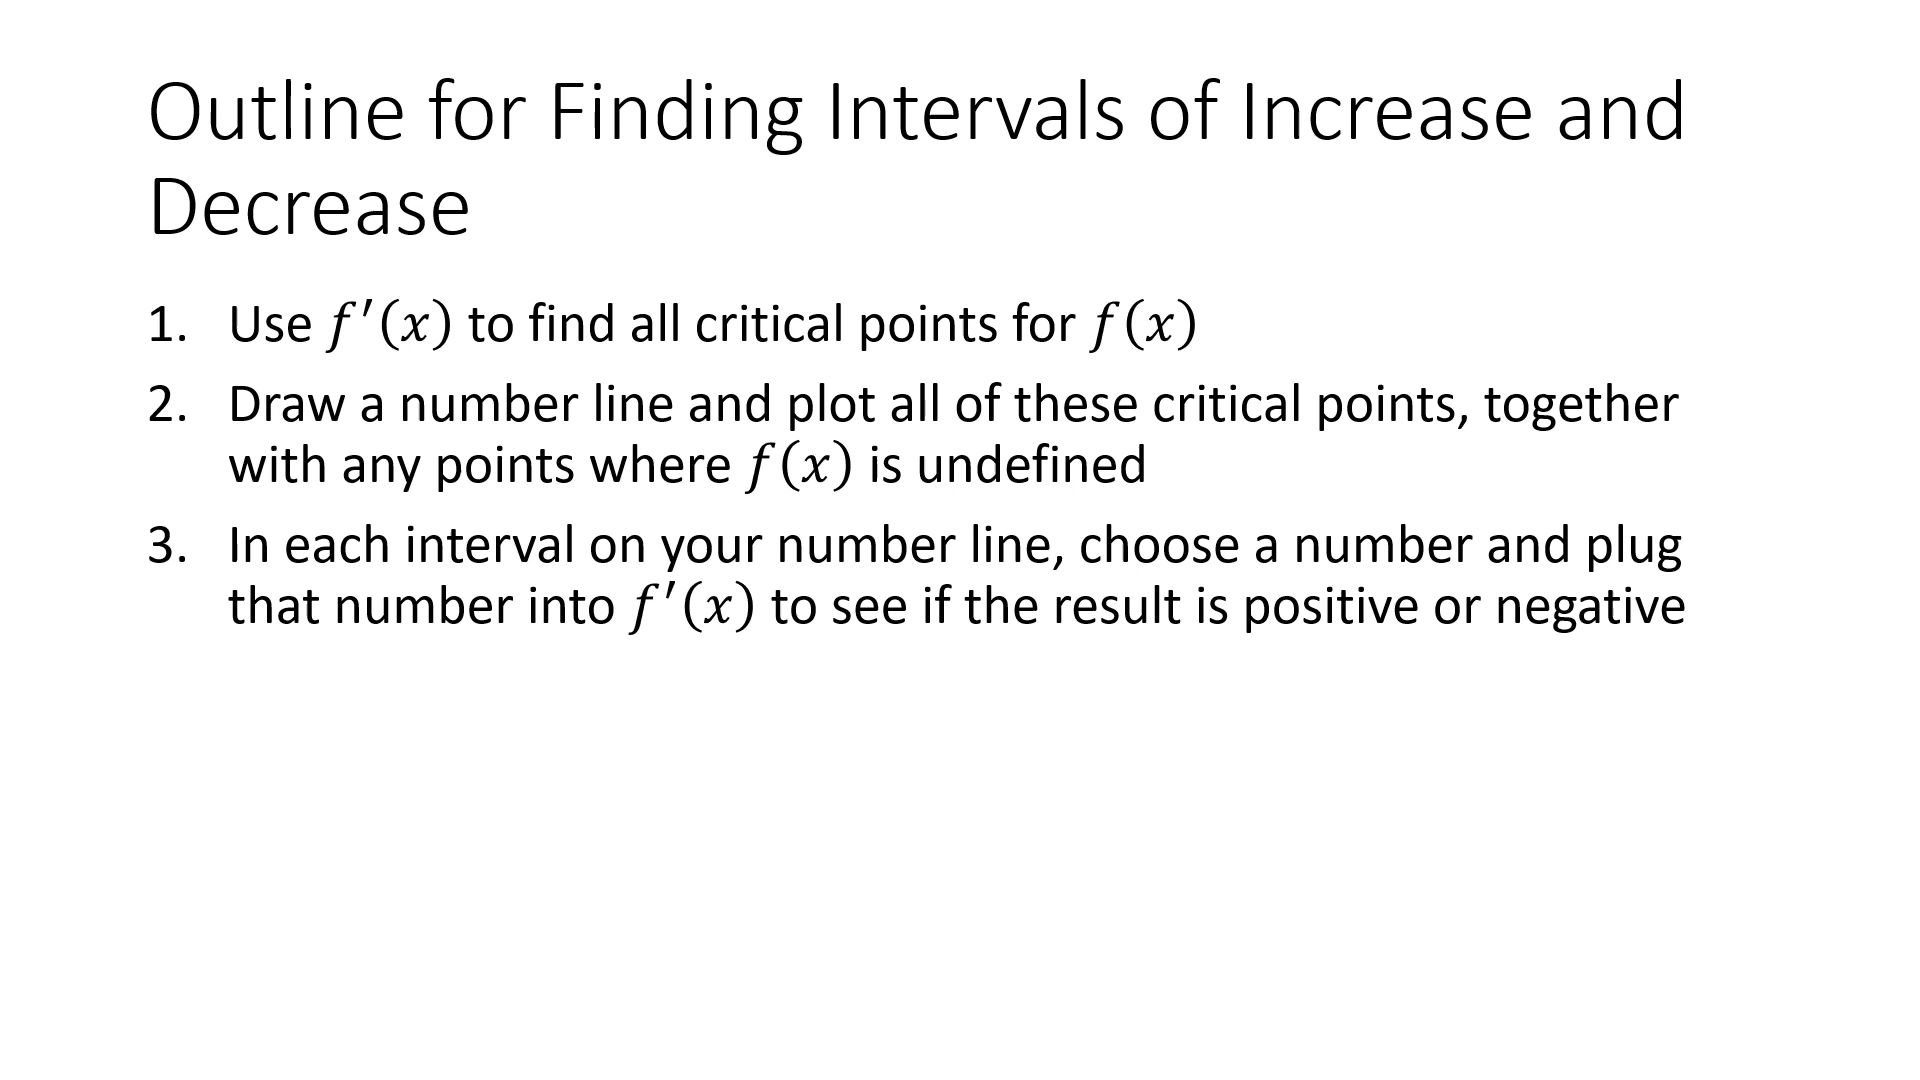 Outline for Finding Intervals of Increase and
Decrease
1. Use 𝑓′(𝑥) to find all critical points for 𝑓(𝑥)
2. Draw a number line and plot all of these critical points, together
with any points where 𝑓(𝑥) is undefined
3. In each interval on your number line, choose a number and plug
that number into 𝑓′(𝑥) to see if the result is positive or negative